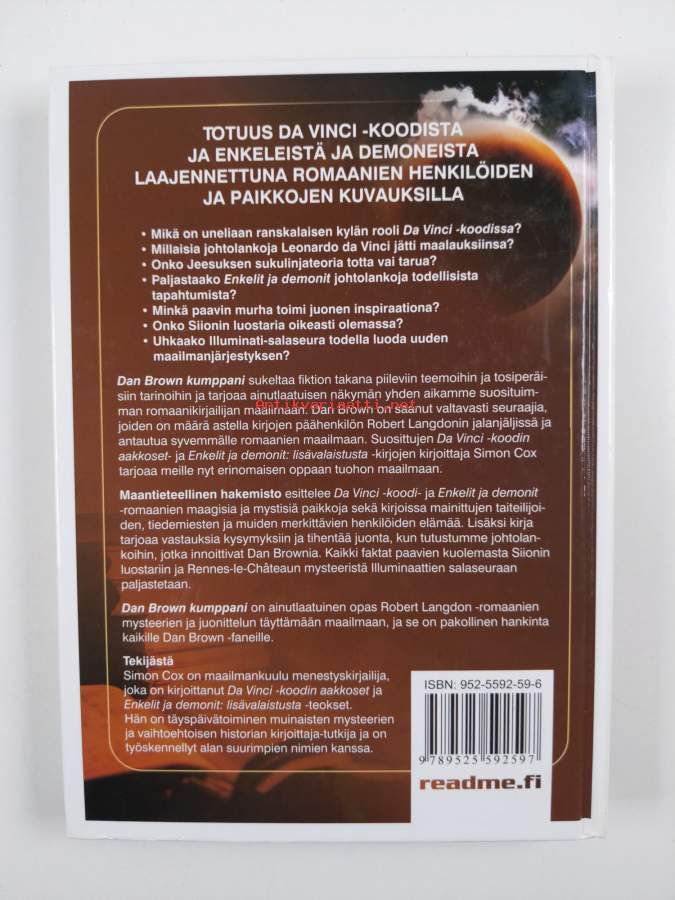 TOTUUS DA VINCI -KOODISTA
JA ENKELEISTÄ JA DEMONEISTA
LAAJENNETTUNA ROMAANIEN HENKILÖIDEN
JA PAIKKOJEN KUVAUKSILLA
• Mikä on uneliaan ranskalaisen kylän rooli Da Vinci -koodissa?
• Millaisia johtolankoja Leonardo da Vinci jätti maalauksiinsa?
• Onko Jeesuksen sukulinjateoria totta vai tarua?
• Paljastaako Enkelit ja demonit johtolankoja todellisista
tapahtumista?
• Minkä paavin murha toimi juonen inspiraationa?
• Onko Siionin luostaria oikeasti olemassa?
• Uhkaako Illuminati-salaseura todella luoda uuden
maailmanjärjestyksen?
Dan Brown kumppani sukeltaa fiktion takana piileviin teemoihin ja tosiperäi-
siin tarinoihin ja tarjoaa ainutlaatuisen näkymän yhden aikamme suosituim-
man romaanikirjailijan maailmaan. Dan Brown on saanut valtavasti seuraajia,
Antikvariaatti.net
joiden on määrä astella kirjojen päähenkilön Robert Langdonin jalanjäljissä ja
antautua syvemmälle romaanien maailmaan. Suosittujen Da Vinci -koodin
aakkoset- ja Enkelit ja demonit: lisävalaistusta -kirjojen kirjoittaja Simon Cox
tarjoaa meille nyt erinomaisen oppaan tuohon maailmaan.
Maantieteellinen hakemisto esittelee Da Vinci -koodi- ja Enkelit ja demonit
-romaanien maagisia ja mystisiä paikkoja sekä kirjoissa mainittujen taiteilijoi-
den, tiedemiesten ja muiden merkittävien henkilöiden elämää. Lisäksi kirja
tarjoaa vastauksia kysymyksiin ja tihentää juonta, kun tutustumme johtolan-
koihin, jotka innoittivat Dan Brownia. Kaikki faktat paavien kuolemasta Siionin
luostariin ja Rennes-le-Châteaun mysteeristä Illuminaattien salaseuraan
paljastetaan.
Dan Brown kumppani on ainutlaatuinen opas Robert Langdon -romaanien
mysteerien ja juonittelun täyttämään maailmaan, ja se on pakollinen hankinta
kaikille Dan Brown -faneille.
Tekijästä
Simon Cox on maailmankuulu menestyskirjailija,
joka on kirjoittanut Da Vinci -koodin aakkoset ja
Enkelit ja demonit: lisävalaistusta -teokset.
Hän on täyspäivätoiminen muinaisten mysteerien
ja vaihtoehtoisen historian kirjoittaja-tutkija ja on
työskennellyt alan suurimpien nimien kanssa.
ISBN: 952-5592-59-6
9 789525 592597
readme.fi